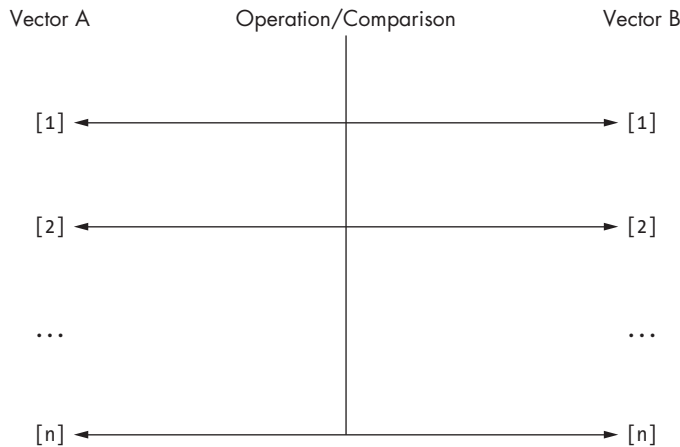 Vector A Operation/Comparison Vector B
[1] [1]
[2] [2]
... ...
[n] [n]